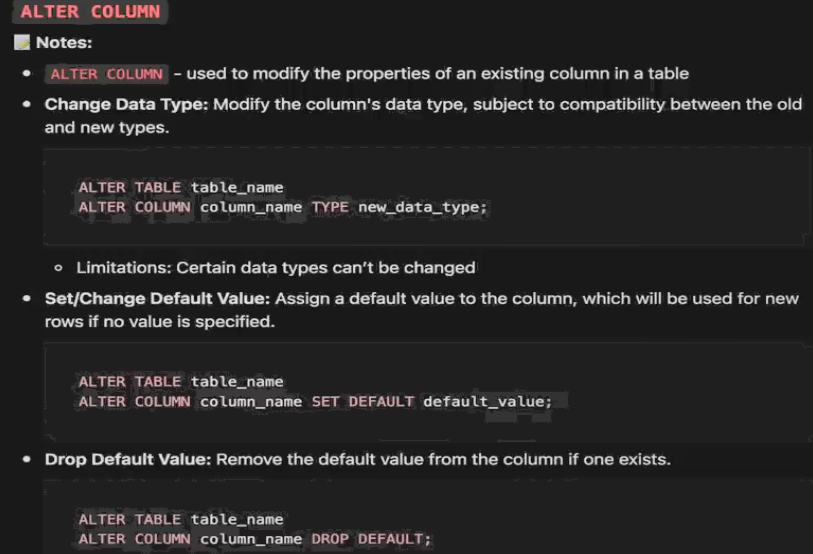 ALTER COLUMN
Notes:
ALTER COLUMN - used to modify the properties of an existing column in a table
Change Data Type: Modify the column's data type, subject to compatibility between the old
and new types.
ALTER TABLE table_name
ALTER COLUMN column_name TYPE new_data_type;
Limitations: Certain data types can't be changed
Set/Change Default Value: Assign a default value to the column, which will be used for new
rows if no value is specified.
ALTER TABLE table_name
ALTER COLUMN column_name SET DEFAULT default_value;
Drop Default Value: Remove the default value from the column if one exists.
ALTER TABLE table_name
ALTER COLUMN column_name DROP DEFAULT;